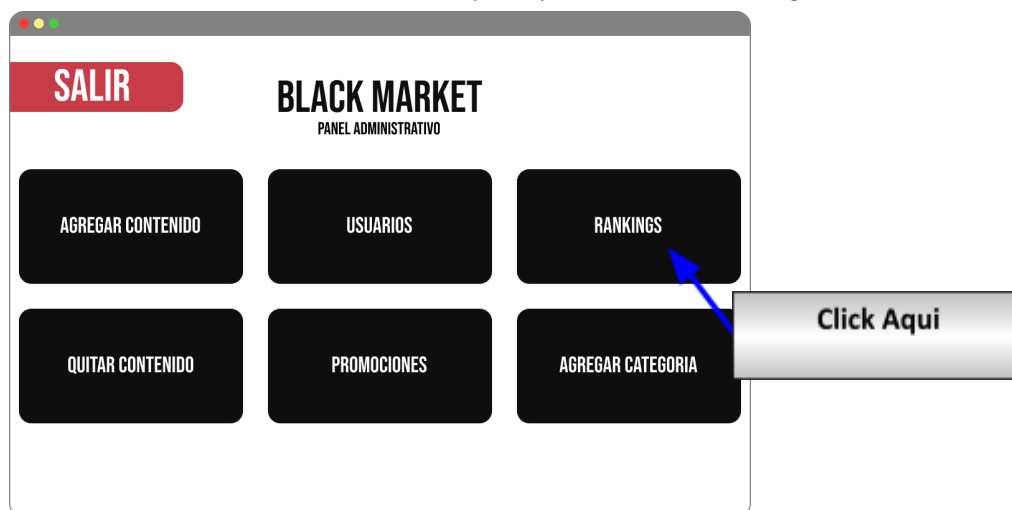 SALIR
BLACK MARKET
PANEL ADMINISTRATIVO
AGREGAR CONTENIDO
USUARIOS
RANKINGS
Click Aqui
QUITAR CONTENIDO
PROMOCIONES
AGREGAR CATEGORIA